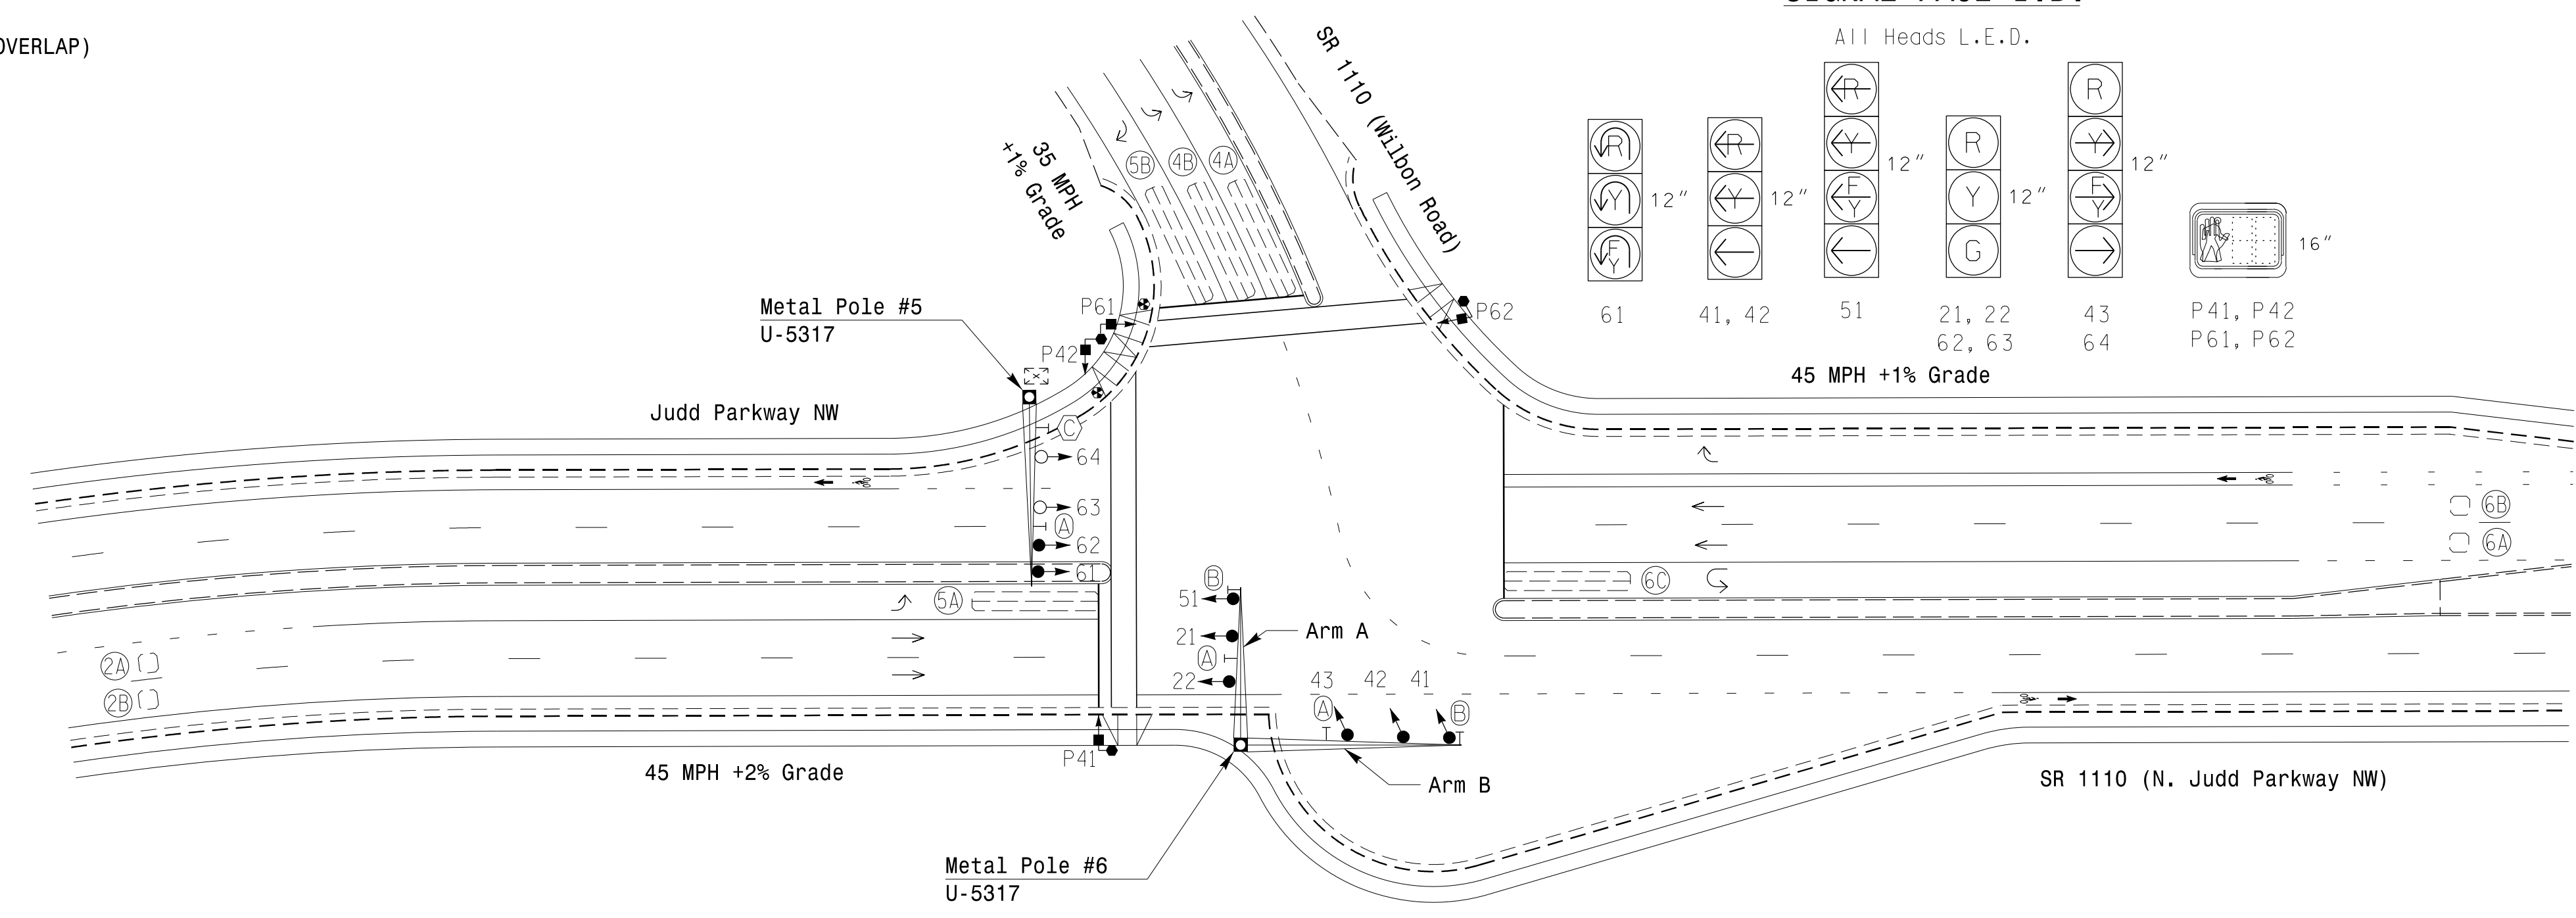 OVERLAP)
All Heads L.E.D.
R
Y
F
Y
12"
61
R
Y
12"
41, 42
R
Y
F
Y
12"
51
R
Y
G
12"
21, 22
62, 63
R
Y
F
Y
12"
43
64
16"
P41, P42
P61, P62
SR 1110 (Wilbon Road)
35 MPH
+1% Grade
5B
4B
4A
Metal Pole #5
U-5317
P61
P42
P62
Judd Parkway NW
45 MPH +1% Grade
C
64
63
A
62
61
6B
6A
6C
5A
B
51
21
A
22
Arm A
2A
2B
43
42
41
A
B
P41
Arm B
45 MPH +2% Grade
SR 1110 (N. Judd Parkway NW)
Metal Pole #6
U-5317